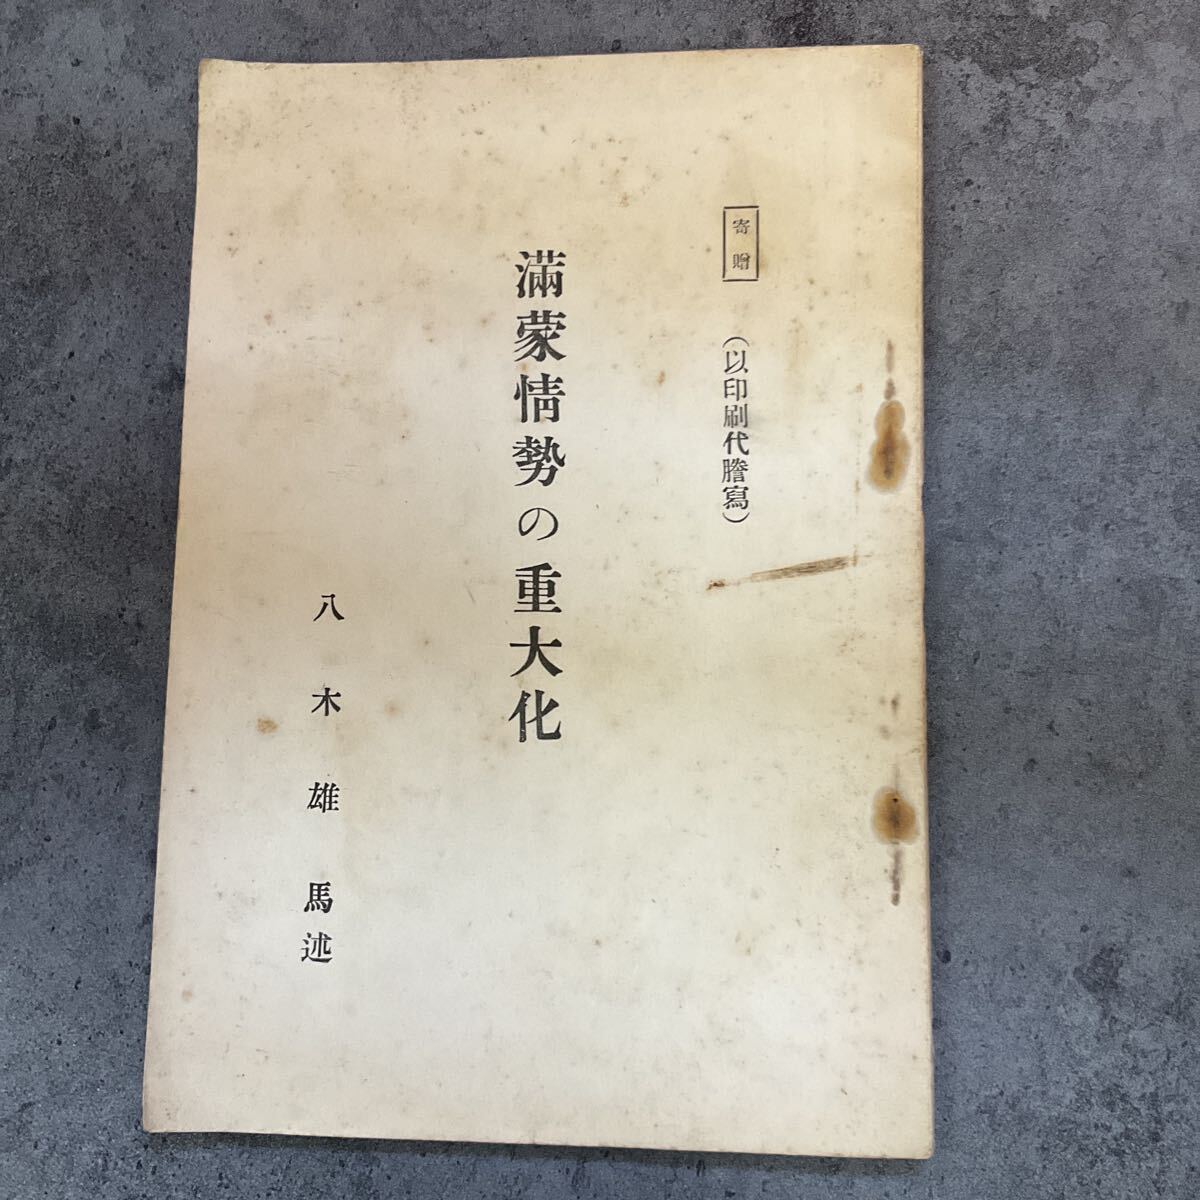 寄贈
(以印刷代謄寫)
滿蒙情勢の重大化
八木雄馬述